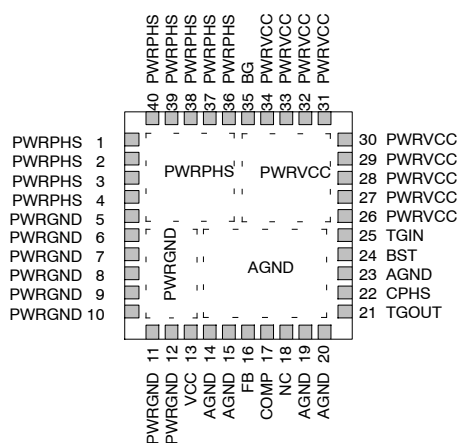 40 PWRPHS
39 PWRPHS
38 PWRPHS
37 PWRPHS
36 PWRPHS
35 BG
34 PWRVCC
33 PWRVCC
32 PWRVCC
31 PWRVCC
PWRPHS 1
PWRPHS 2
PWRPHS 3
PWRPHS 4
PWRGND 5
PWRGND 6
PWRGND 7
PWRGND 8
PWRGND 9
PWRGND 10
PWRPHS
PWRVCC
PWRGND
AGND
30 PWRVCC
29 PWRVCC
28 PWRVCC
27 PWRVCC
26 PWRVCC
25 TGIN
24 BST
23 AGND
22 CPHS
21 TGOUT
PWRGND 11
PWRGND 12
VCC 13
AGND 14
AGND 15
FB 16
COMP 17
NC 18
AGND 19
AGND 20